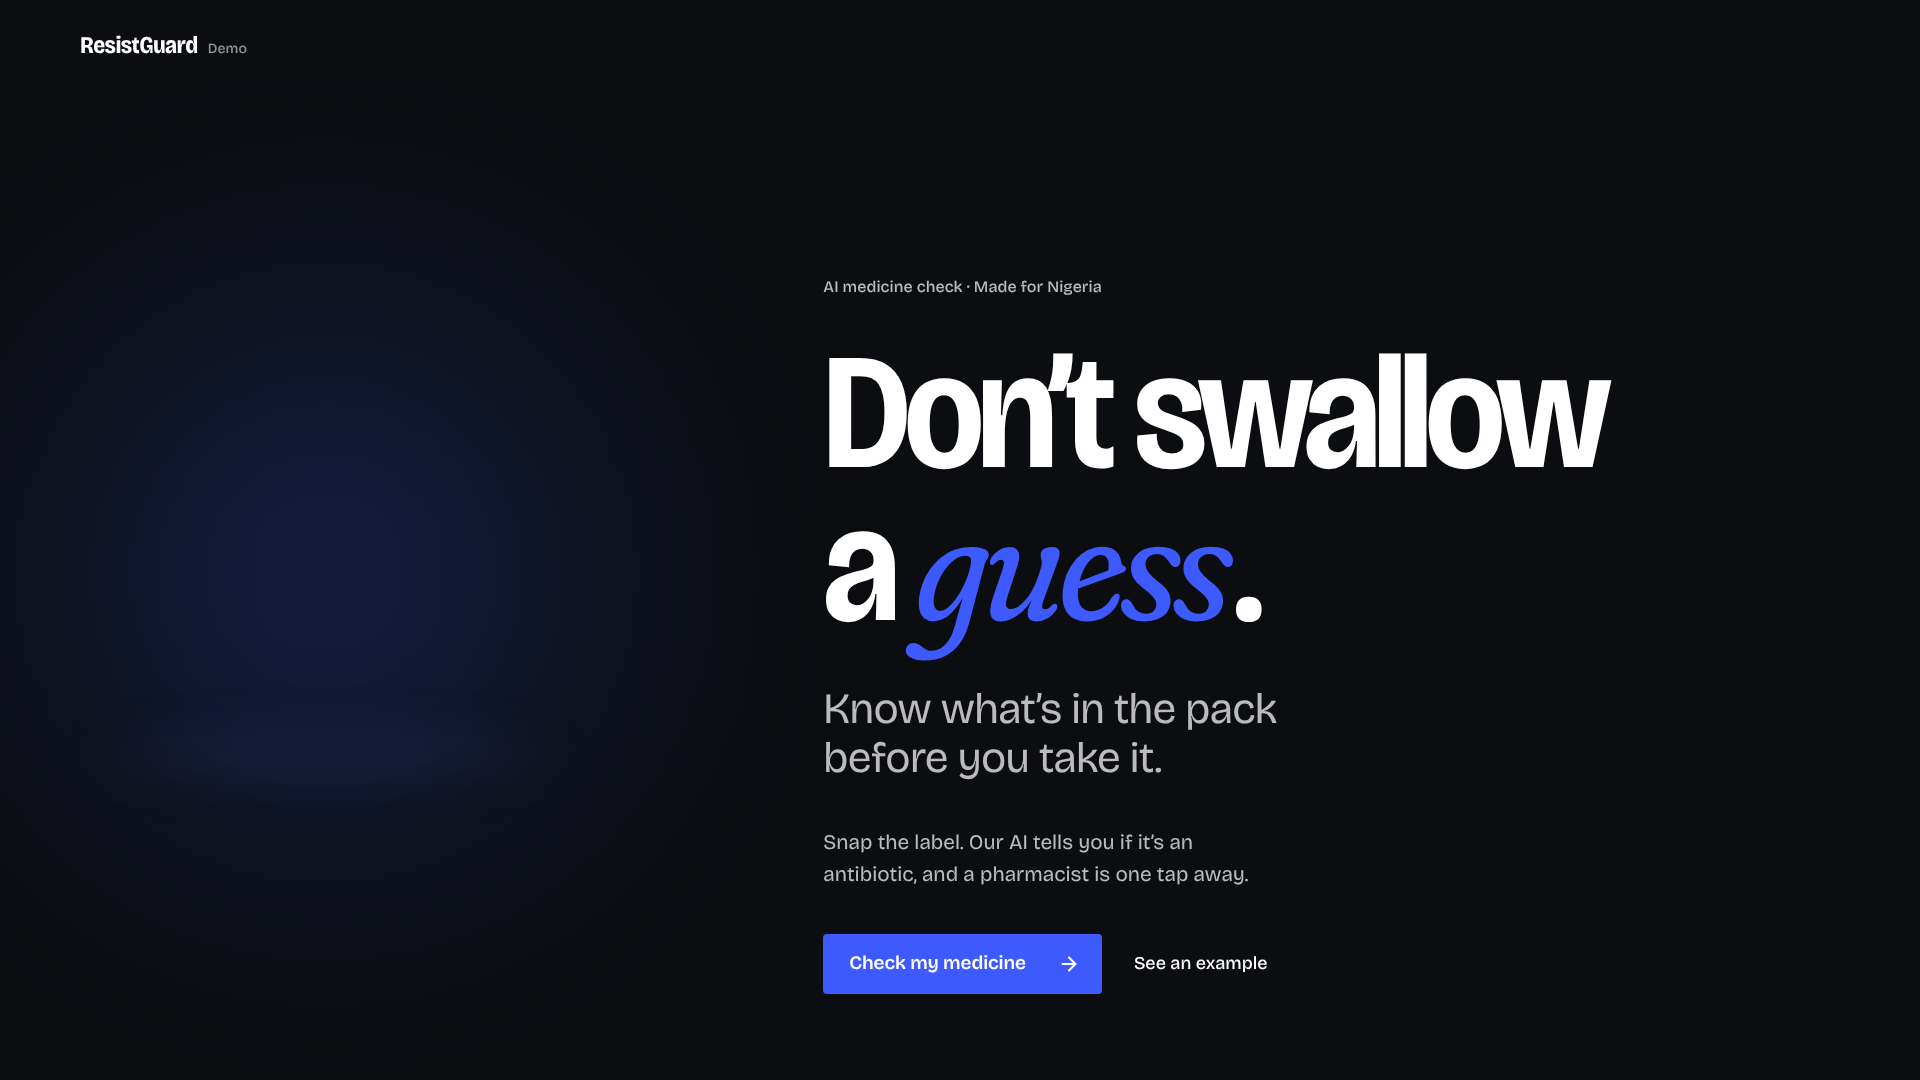 ResistGuard Demo
AI medicine check · Made for Nigeria
Don’t swallow
a guess.
Know what’s in the pack
before you take it.
Snap the label. Our AI tells you if it’s an
antibiotic, and a pharmacist is one tap away.
Check my medicine → See an example